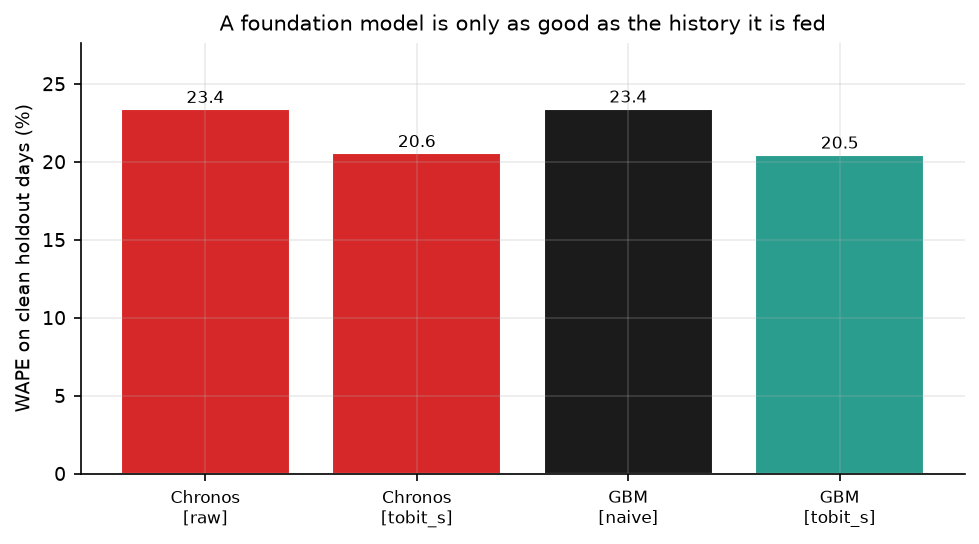 A foundation model is only as good as the history it is fed
WAPE on clean holdout days (%)
25
20
15
10
5
0
23.4
20.6
23.4
20.5
Chronos
[raw]
Chronos
[tobit_s]
GBM
[naive]
GBM
[tobit_s]